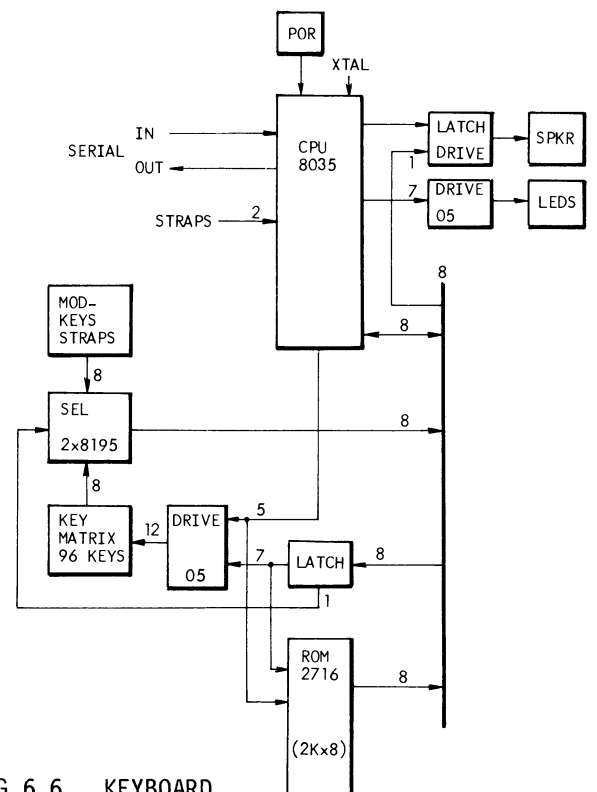 POR
XTAL
IN
SERIAL
OUT
STRAPS
2
CPU
8035
LATCH
DRIVE
1
SPKR
7
DRIVE
05
LEDS
8
8
MOD-
KEYS
STRAPS
8
SEL
2x8195
8
8
KEY
MATRIX
96 KEYS
12
DRIVE
05
5
7
LATCH
8
1
ROM
2716
(2Kx8)
8
G 6.6 KEYBOARD